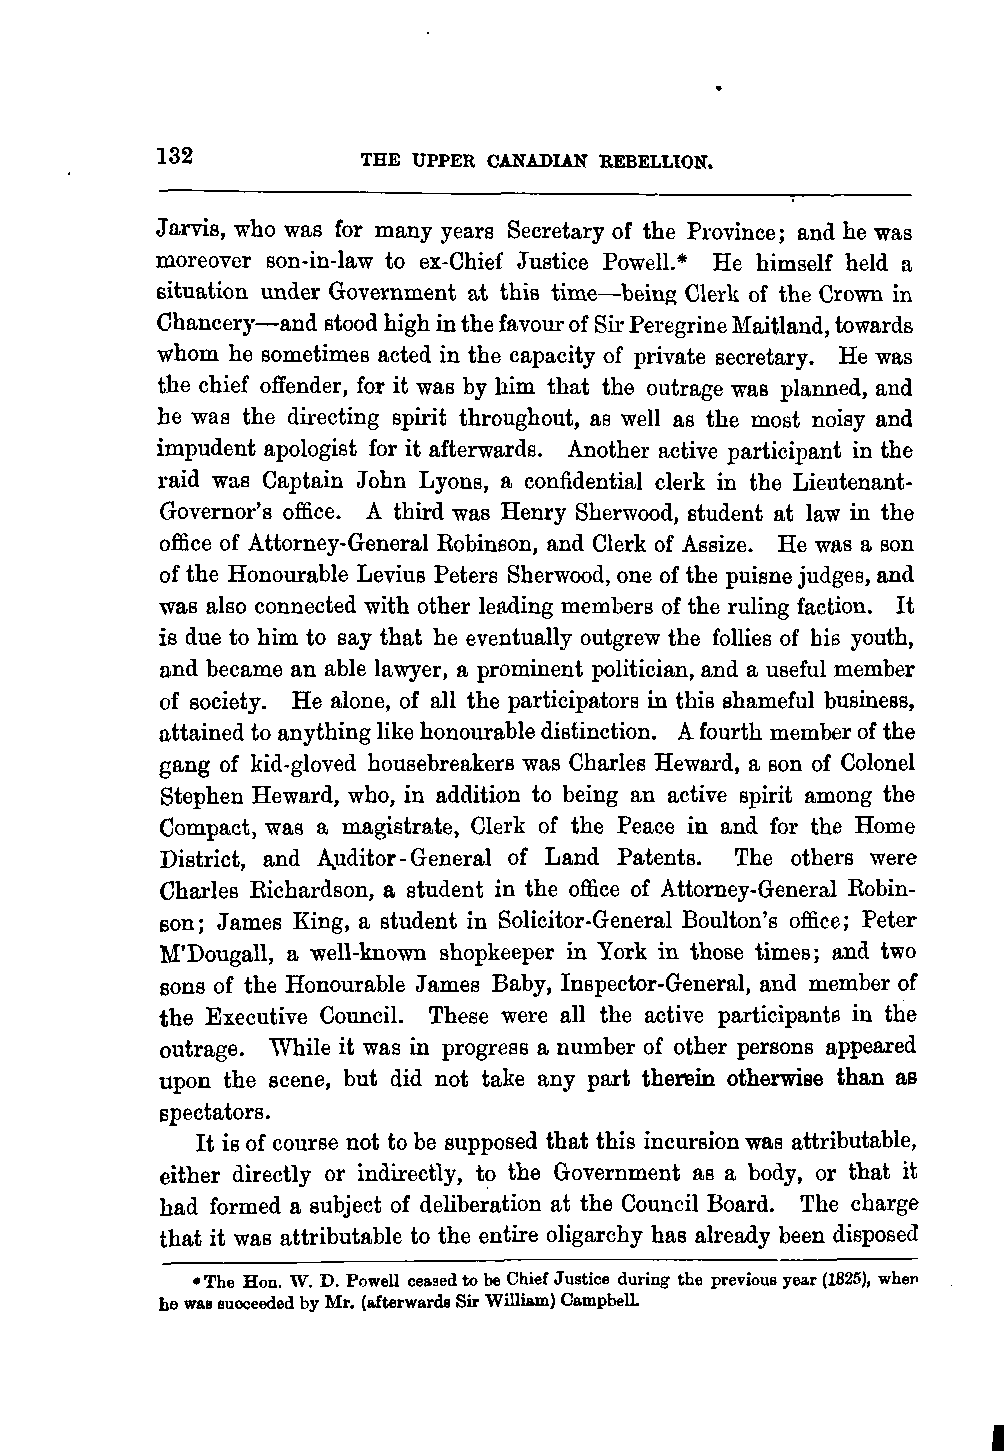 132 THE UPPER CANADIAN REBELLION.
Jarvis, who was for many years Secretary of the Province; and he was
moreover son-in-law to ex-Chief Justice Powell.* He himself held a
situation under Government at this time—being Clerk of the Crown in
Chancery—and stood high in the favour of Sir Peregrine Maitland, towards
whom he sometimes acted in the capacity of private secretary. He was
the chief offender, for it was by him that the outrage was planned, and
he was the directing spirit throughout, as well as the most noisy and
impudent apologist for it afterwards. Another active participant in the
raid was Captain John Lyons, a confidential clerk in the Lieutenant-
Governor's office. A third was Henry Sherwood, student at law in the
office of Attorney-General Robinson, and Clerk of Assize. He was a son
of the Honourable Levius Peters Sherwood, one of the puisne judges, and
was also connected with other leading members of the ruling faction. It
is due to him to say that he eventually outgrew the follies of his youth,
and became an able lawyer, a prominent politician, and a useful member
of society. He alone, of all the participators in this shameful business,
attained to anything like honourable distinction. A fourth member of the
gang of kid-gloved housebreakers was Charles Heward, a son of Colonel
Stephen Heward, who, in addition to being an active spirit among the
Compact, was a magistrate, Clerk of the Peace in and for the Home
District, and Auditor-General of Land Patents. The others were
Charles Richardson, a student in the office of Attorney-General Robin-
son; James King, a student in Solicitor-General Boulton's office; Peter
M'Dougall, a well-known shopkeeper in York in those times; and two
sons of the Honourable James Baby, Inspector-General, and member of
the Executive Council. These were all the active participants in the
outrage. While it was in progress a number of other persons appeared
upon the scene, but did not take any part therein otherwise than as
spectators.
It is of course not to be supposed that this incursion was attributable,
either directly or indirectly, to the Government as a body, or that it
had formed a subject of deliberation at the Council Board. The charge
that it was attributable to the entire oligarchy has already been disposed
*The Hon. W. D. Powell ceased to be Chief Justice during the previous year (1825), when
he was succeeded by Mr. (afterwards Sir William) Campbell.